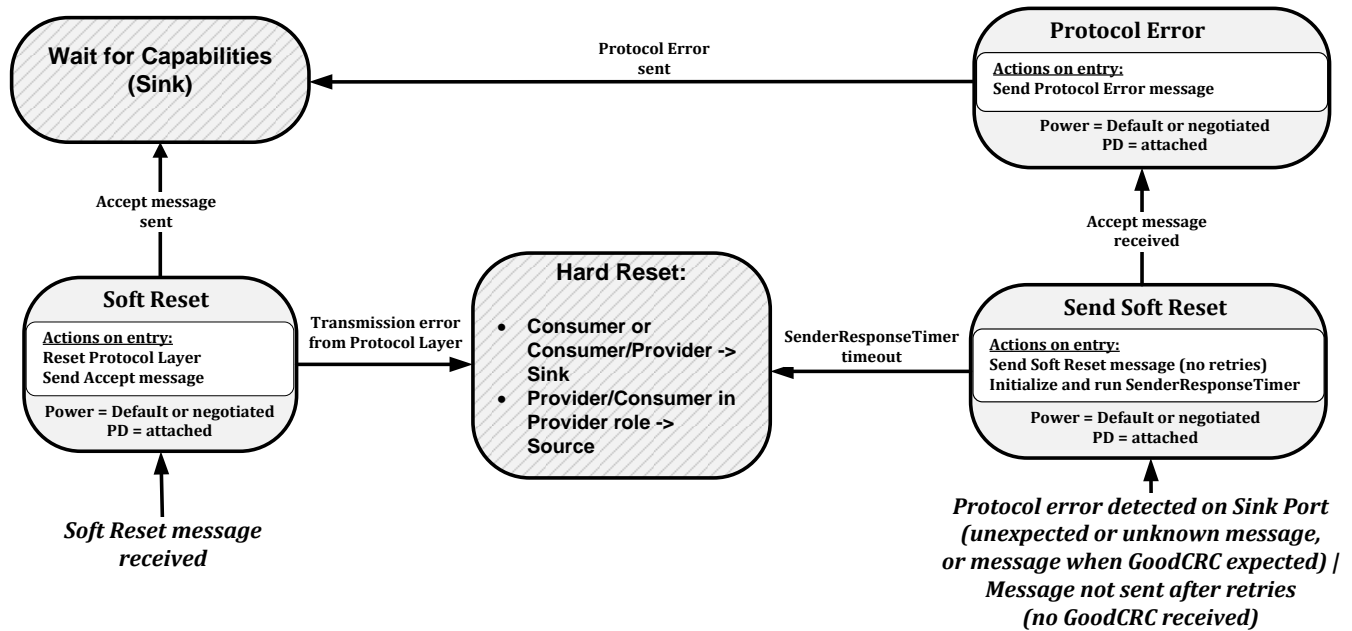 Wait for Capabilities
(Sink)
Protocol Error
sent
Protocol Error
Actions on entry:
Send Protocol Error message
Power = Default or negotiated
PD = attached
Accept message
sent
Accept message
received
Soft Reset
Actions on entry:
Reset Protocol Layer
Send Accept message
Power = Default or negotiated
PD = attached
Transmission error
from Protocol Layer
Hard Reset:
• Consumer or
Consumer/Provider ->
Sink
• Provider/Consumer in
Provider role ->
Source
SenderResponseTimer
timeout
Send Soft Reset
Actions on entry:
Send Soft Reset message (no retries)
Initialize and run SenderResponseTimer
Power = Default or negotiated
PD = attached
Soft Reset message
received
Protocol error detected on Sink Port
(unexpected or unknown message,
or message when GoodCRC expected) |
Message not sent after retries
(no GoodCRC received)